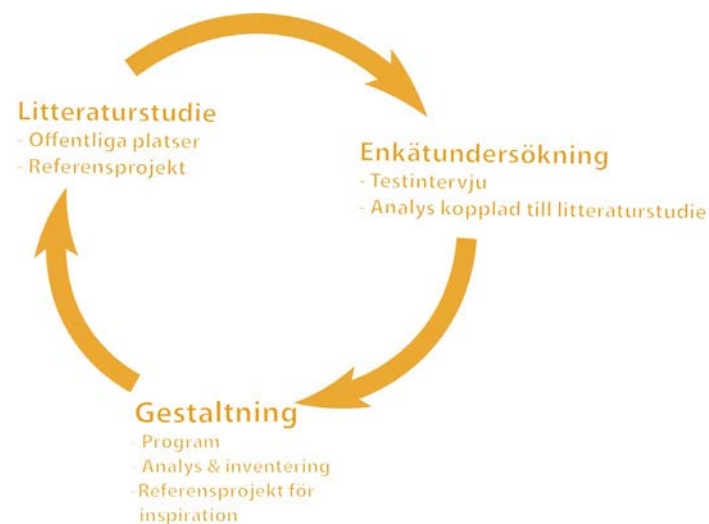 Litteraturstudie
- Offentliga platser
- Referensprojekt
Enkätundersökning
- Testintervju
- Analys kopplad till litteraturstudie
Gestaltning
- Program
- Analys & inventering
- Referensprojekt för
inspiration